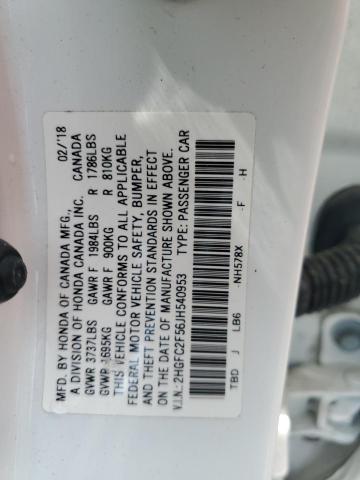 MFD. BY HONDA OF CANADA MFG., 02/'18
A DIVISION OF HONDA CANADA INC. CANADA
GVWR 3737LBS GAWR F 1984LBS R 1786LBS
GVWR 1695KG GAWR F 900KG R 810KG
THIS VEHICLE CONFORMS TO ALL APPLICABLE
FEDERAL MOTOR VEHICLE SAFETY, BUMPER,
AND THEFT PREVENTION STANDARDS IN EFFECT
ON THE DATE OF MANUFACTURE SHOWN ABOVE.
V.I.N.: 2HGFC2F56JH540953 TYPE: PASSENGER CAR
TBD J LB6 NH578X -F -H